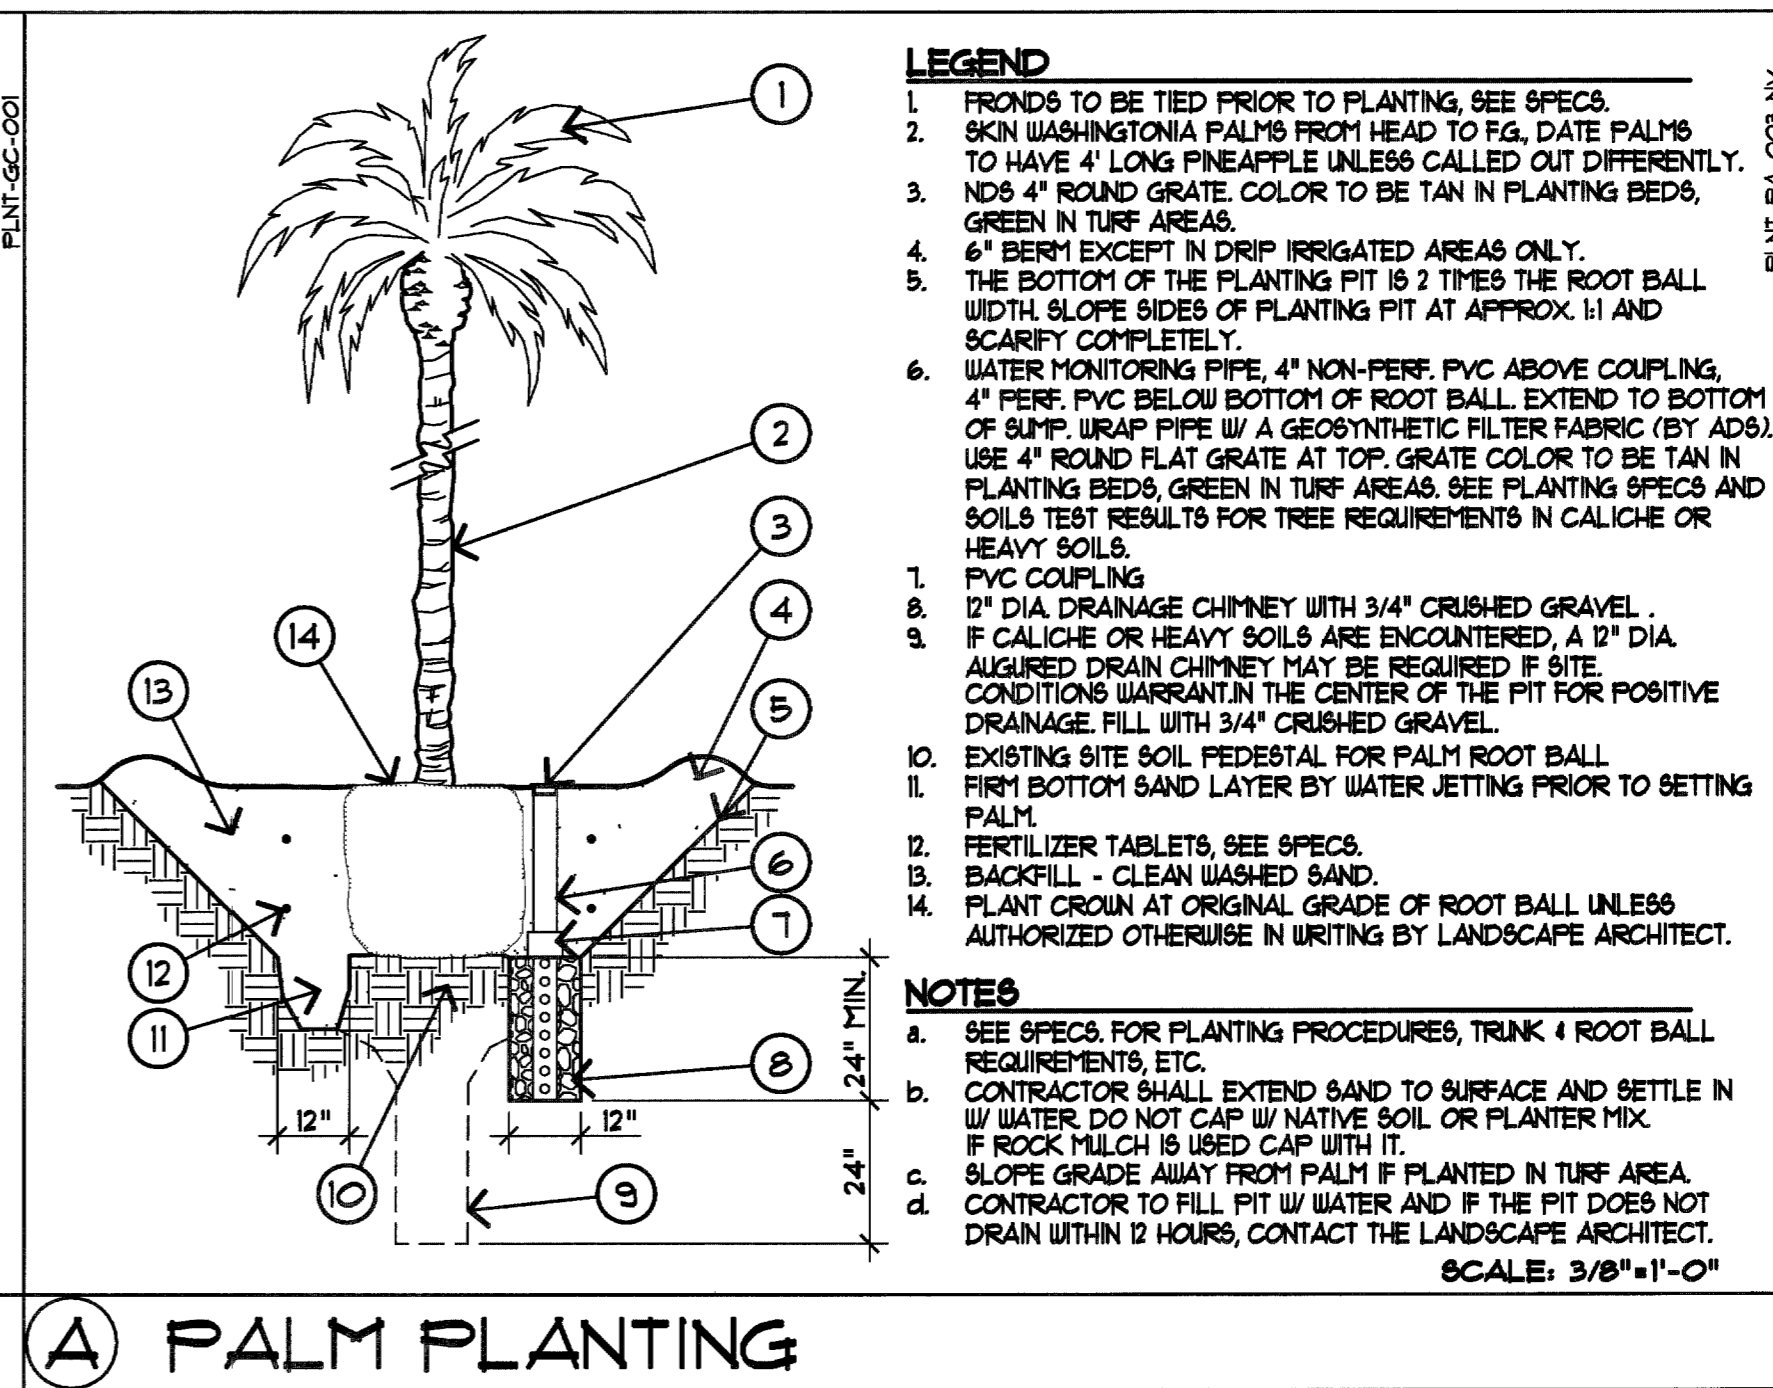 PLNT-GC-001
1
2
3
4
5
6
7
8
9
10
11
12
13
14
12"
12"
24" MIN.
24"
LEGEND
1. FRONDS TO BE TIED PRIOR TO PLANTING, SEE SPECS.
2. SKIN WASHINGTONIA PALMS FROM HEAD TO F.G., DATE PALMS
TO HAVE 4' LONG PINEAPPLE UNLESS CALLED OUT DIFFERENTLY.
3. NDS 4" ROUND GRATE. COLOR TO BE TAN IN PLANTING BEDS,
GREEN IN TURF AREAS.
4. 6" BERM EXCEPT IN DRIP IRRIGATED AREAS ONLY.
5. THE BOTTOM OF THE PLANTING PIT IS 2 TIMES THE ROOT BALL
WIDTH. SLOPE SIDES OF PLANTING PIT AT APPROX. 1:1 AND
SCARIFY COMPLETELY.
6. WATER MONITORING PIPE, 4" NON-PERF. PVC ABOVE COUPLING,
4" PERF. PVC BELOW BOTTOM OF ROOT BALL. EXTEND TO BOTTOM
OF SUMP. WRAP PIPE W/ A GEOSYNTHETIC FILTER FABRIC (BY ADS).
USE 4" ROUND FLAT GRATE AT TOP. GRATE COLOR TO BE TAN IN
PLANTING BEDS, GREEN IN TURF AREAS. SEE PLANTING SPECS AND
SOILS TEST RESULTS FOR TREE REQUIREMENTS IN CALICHE OR
HEAVY SOILS.
7. PVC COUPLING
8. 12" DIA. DRAINAGE CHIMNEY WITH 3/4" CRUSHED GRAVEL .
9. IF CALICHE OR HEAVY SOILS ARE ENCOUNTERED, A 12" DIA.
AUGURED DRAIN CHIMNEY MAY BE REQUIRED IF SITE.
CONDITIONS WARRANT.IN THE CENTER OF THE PIT FOR POSITIVE
DRAINAGE. FILL WITH 3/4" CRUSHED GRAVEL.
10. EXISTING SITE SOIL PEDESTAL FOR PALM ROOT BALL
11. FIRM BOTTOM SAND LAYER BY WATER JETTING PRIOR TO SETTING
PALM.
12. FERTILIZER TABLETS, SEE SPECS.
13. BACKFILL - CLEAN WASHED SAND.
14. PLANT CROWN AT ORIGINAL GRADE OF ROOT BALL UNLESS
AUTHORIZED OTHERWISE IN WRITING BY LANDSCAPE ARCHITECT.
NOTES
a. SEE SPECS. FOR PLANTING PROCEDURES, TRUNK & ROOT BALL
REQUIREMENTS, ETC.
b. CONTRACTOR SHALL EXTEND SAND TO SURFACE AND SETTLE IN
W/ WATER. DO NOT CAP W/ NATIVE SOIL OR PLANTER MIX.
IF ROCK MULCH IS USED CAP WITH IT.
c. SLOPE GRADE AWAY FROM PALM IF PLANTED IN TURF AREA.
d. CONTRACTOR TO FILL PIT W/ WATER AND IF THE PIT DOES NOT
DRAIN WITHIN 12 HOURS, CONTACT THE LANDSCAPE ARCHITECT.
SCALE: 3/8"=1'-0"
A PALM PLANTING